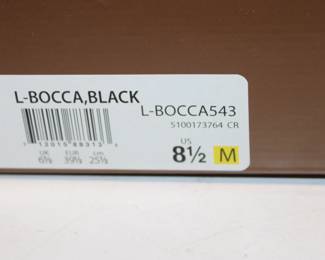 L-BOCCA,BLACK
L-BOCCA543
5100173764 CR
UK EUR cm
6½ 39½ 25½
US
8½ M